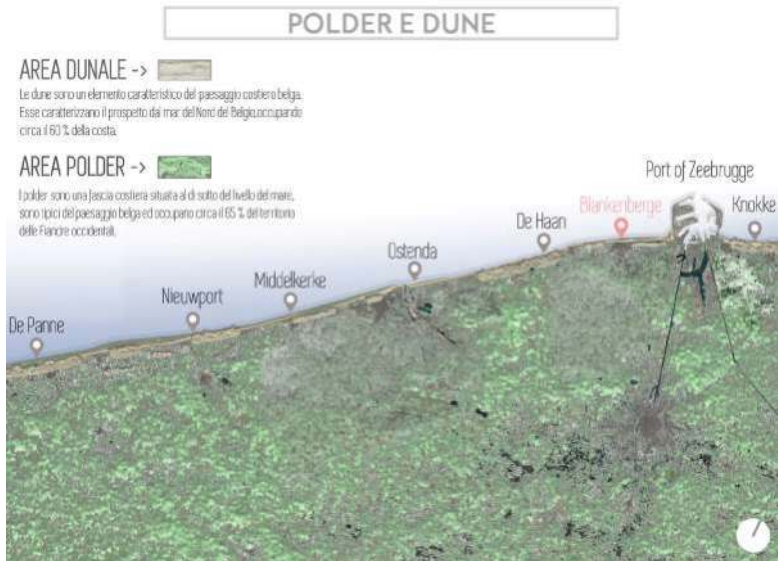 POLDER E DUNE
AREA DUNALE ->
Le dune sono un elemento caratteristico del paesaggio costiero belga.
Esse caratterizzano il prospetto dal mar del Nord del Belgio,occupando
circa il 60 % della costa.
AREA POLDER ->
I polder sono una fascia costiera situata al di sotto del livello del mare,
sono tipici del paesaggio belga ed occupano circa il 65 % del territorio
delle Fiandre occidentali.
Port of Zeebrugge
Blankenberge
Knokke
De Haan
Ostenda
Middelkerke
Nieuwport
De Panne